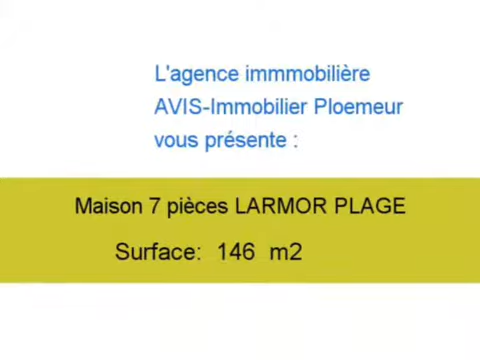 L'agence immmobilière
AVIS-Immobilier Ploemeur
vous présente :
Maison 7 pièces LARMOR PLAGE
Surface: 146 m2